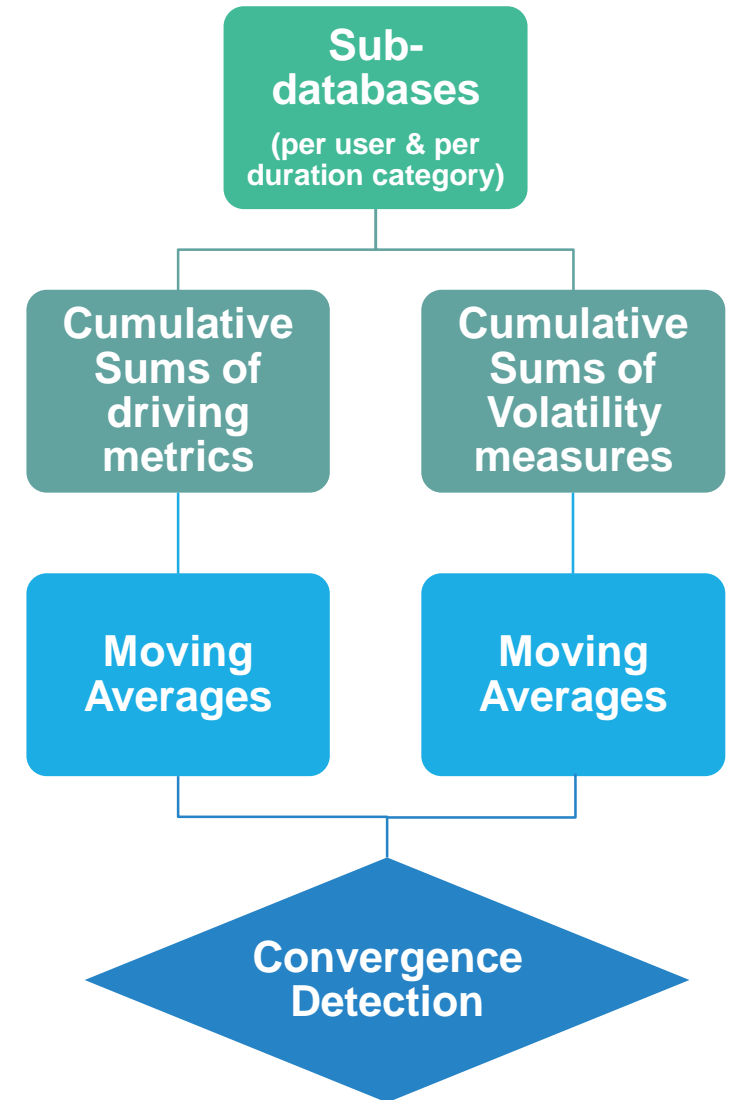 Sub-
databases
(per user & per
duration category)
Cumulative
Sums of
driving
metrics
Cumulative
Sums of
Volatility
measures
Moving
Averages
Moving
Averages
Convergence
Detection